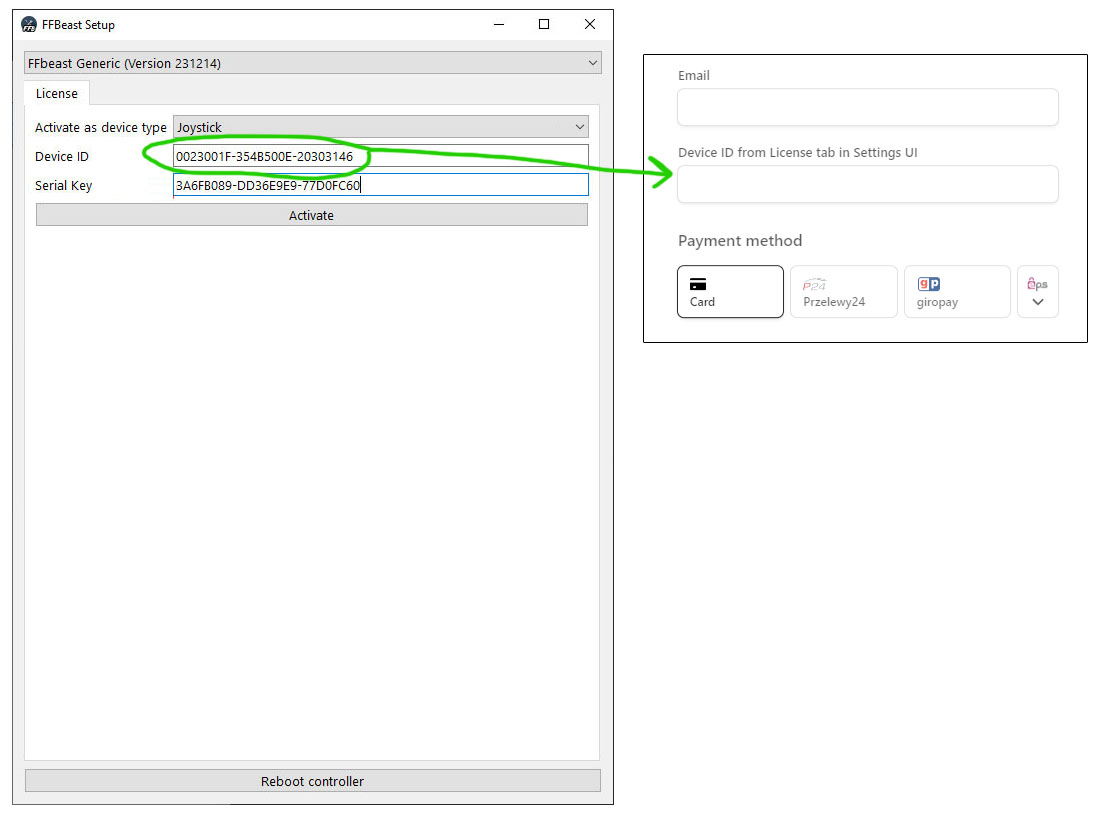 FFBeast Setup
FFbeast Generic (Version 231214)
License
Activate as device type Joystick
Device ID 0023001F-354B500E-20303146
Serial Key 3A6FB089-DD36E9E9-77D0FC60
Activate
Reboot controller
Email
Device ID from License tab in Settings UI
Payment method
Card
P24
Przelewy24
gp
giropay
eps